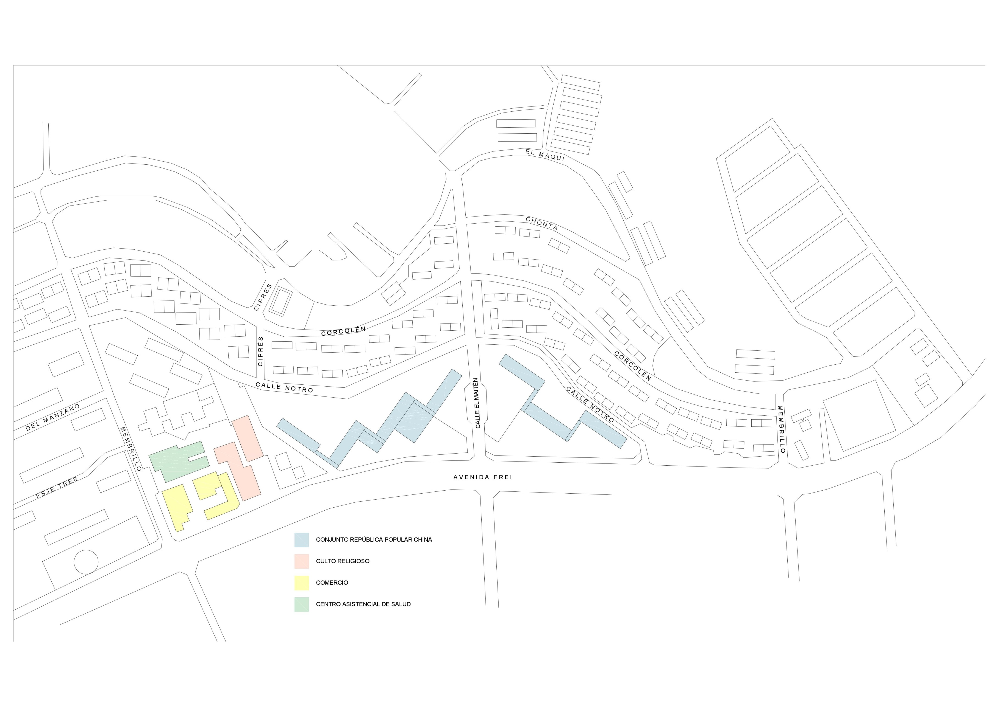 EL MAQUI
CHONTA
CIPRÉS
CORCOLÉN
CIPRÉS
CORCOLÉN
CALLE NOTRO
CALLE EL MAITÉN
CALLE NOTRO
DEL MANZANO
MEMBRILLO
MEMBRILLO
PSJE. TRES
AVENIDA FREI
CONJUNTO REPÚBLICA POPULAR CHINA
CULTO RELIGIOSO
COMERCIO
CENTRO ASISTENCIAL DE SALUD